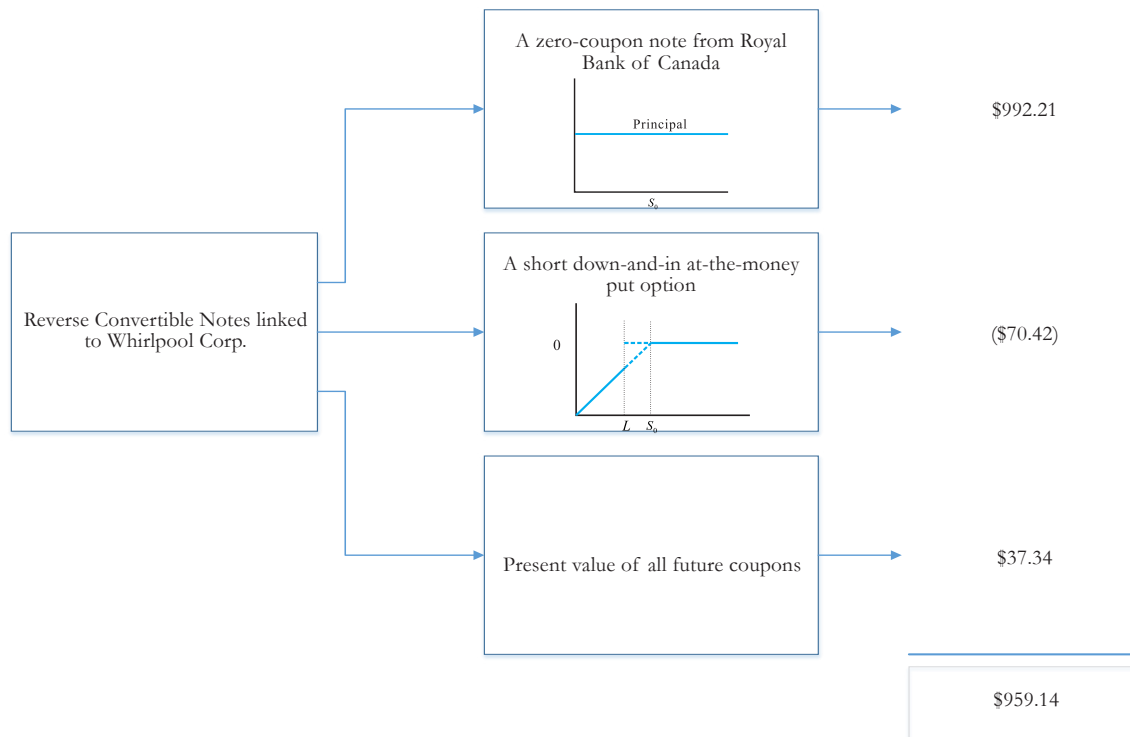 A zero-coupon note from Royal
Bank of Canada
Principal
S₀
$992.21
Reverse Convertible Notes linked
to Whirlpool Corp.
A short down-and-in at-the-money
put option
0
L S₀
($70.42)
Present value of all future coupons
$37.34
$959.14